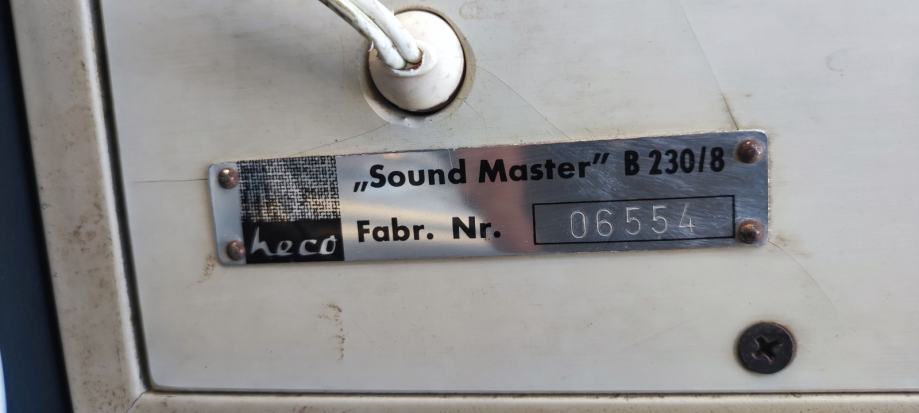 „Sound Master” B 230/8
heco Fabr. Nr. 06554